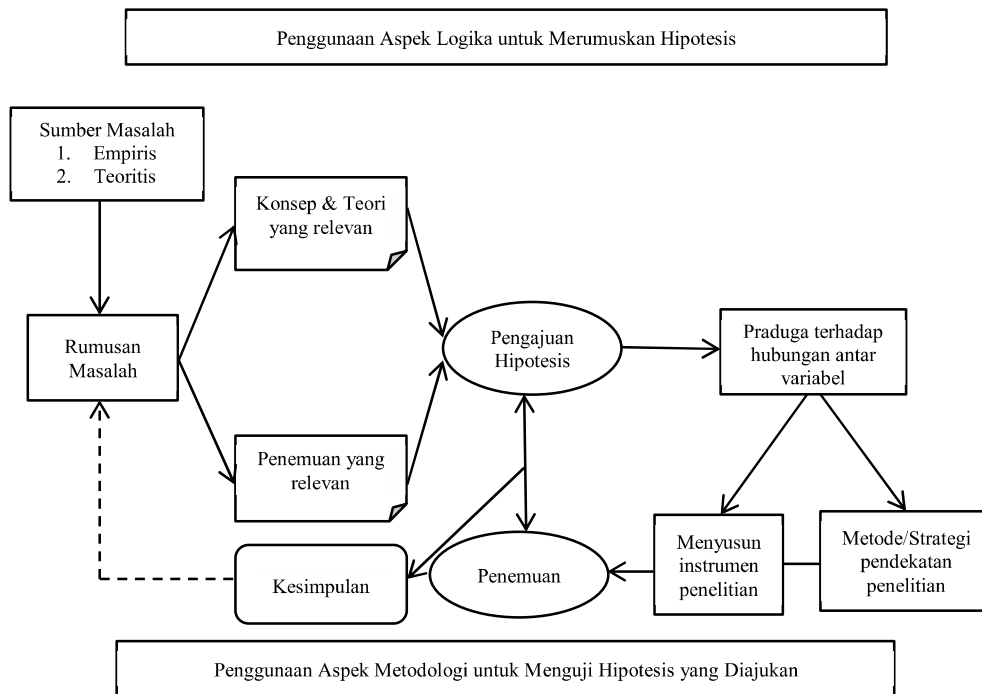 Penggunaan Aspek Logika untuk Merumuskan Hipotesis
Sumber Masalah
1. Empiris
2. Teoritis
Konsep & Teori
yang relevan
Rumusan
Masalah
Pengajuan
Hipotesis
Praduga terhadap
hubungan antar
variabel
Penemuan yang
relevan
Kesimpulan
Penemuan
Menyusun
instrumen
penelitian
Metode/Strategi
pendekatan
penelitian
Penggunaan Aspek Metodologi untuk Menguji Hipotesis yang Diajukan